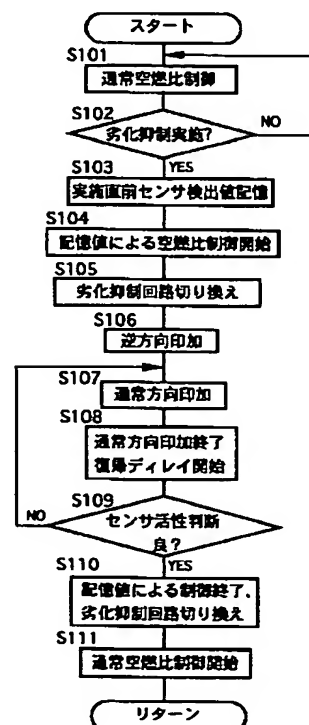 スタート
S101
通常空燃比制御
S102
劣化抑制実施?
NO
YES
S103
実施直前センサ検出値記憶
S104
記憶値による空燃比制御開始
S105
劣化抑制回路切り換え
S106
逆方向印加
S107
通常方向印加
S108
通常方向印加終了
復帰ディレイ開始
S109
センサ活性判断
良?
NO
YES
S110
記憶値による制御終了,
劣化抑制回路切り換え
S111
通常空燃比制御開始
リターン